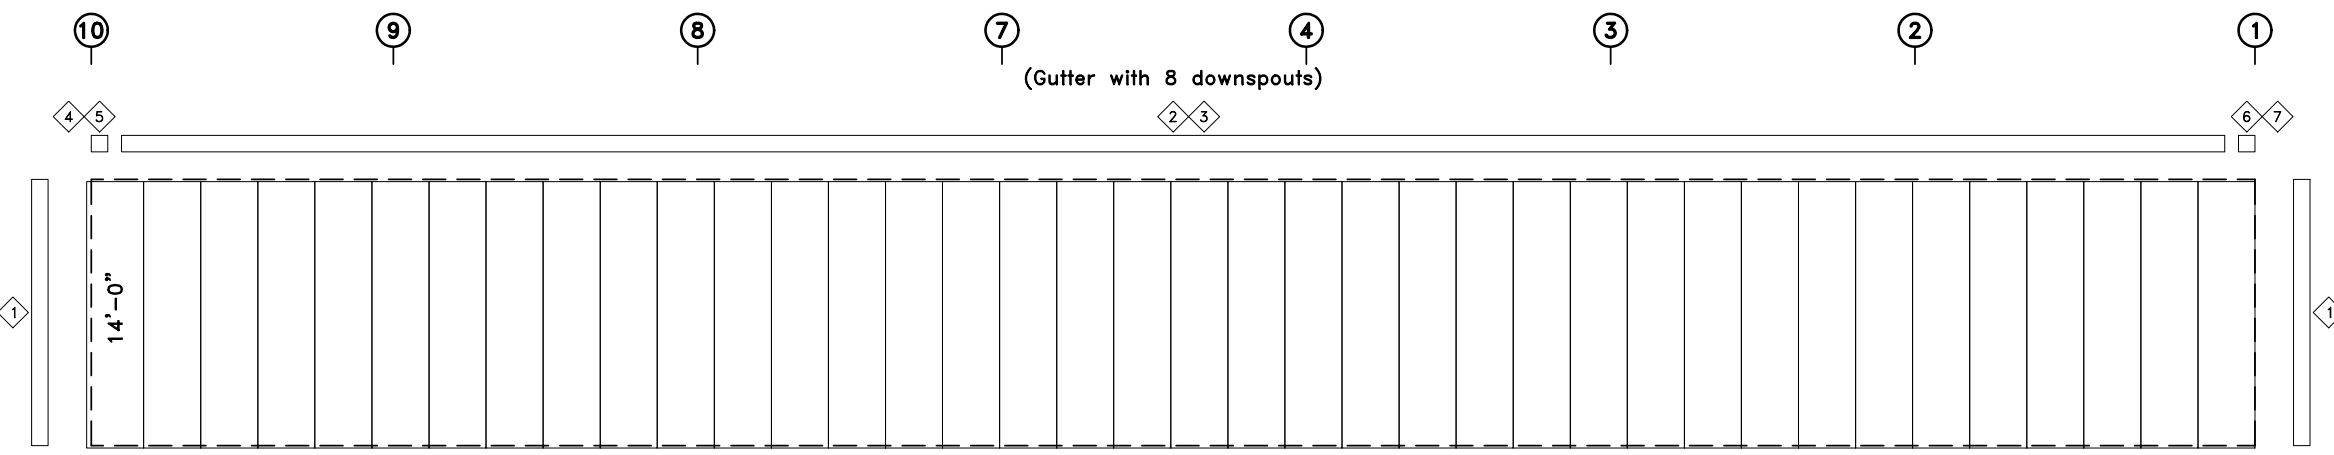 10 9 8 7 4 3 2 1
(Gutter with 8 downspouts)
4 5 2 3 6 7
14'-0"
1 1